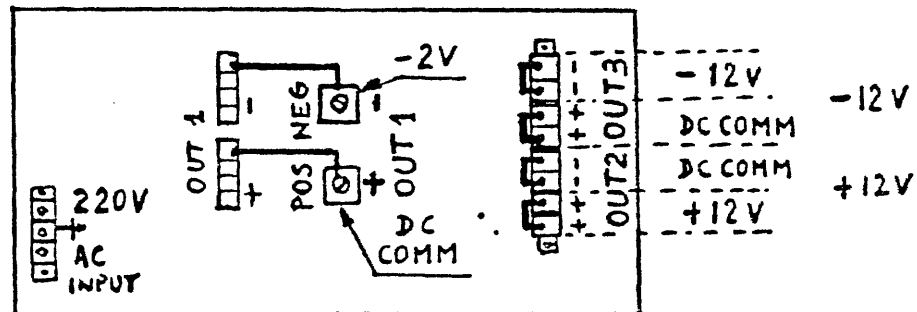 220V
AC
INPUT
OUT 1
-
+
NEG
POS
-
+
-2V
OUT 1
DC
COMM
- -
+ +
- -
+ +
OUT3
OUT2
-12V
DC COMM
DC COMM
+12V
-12V
+12V